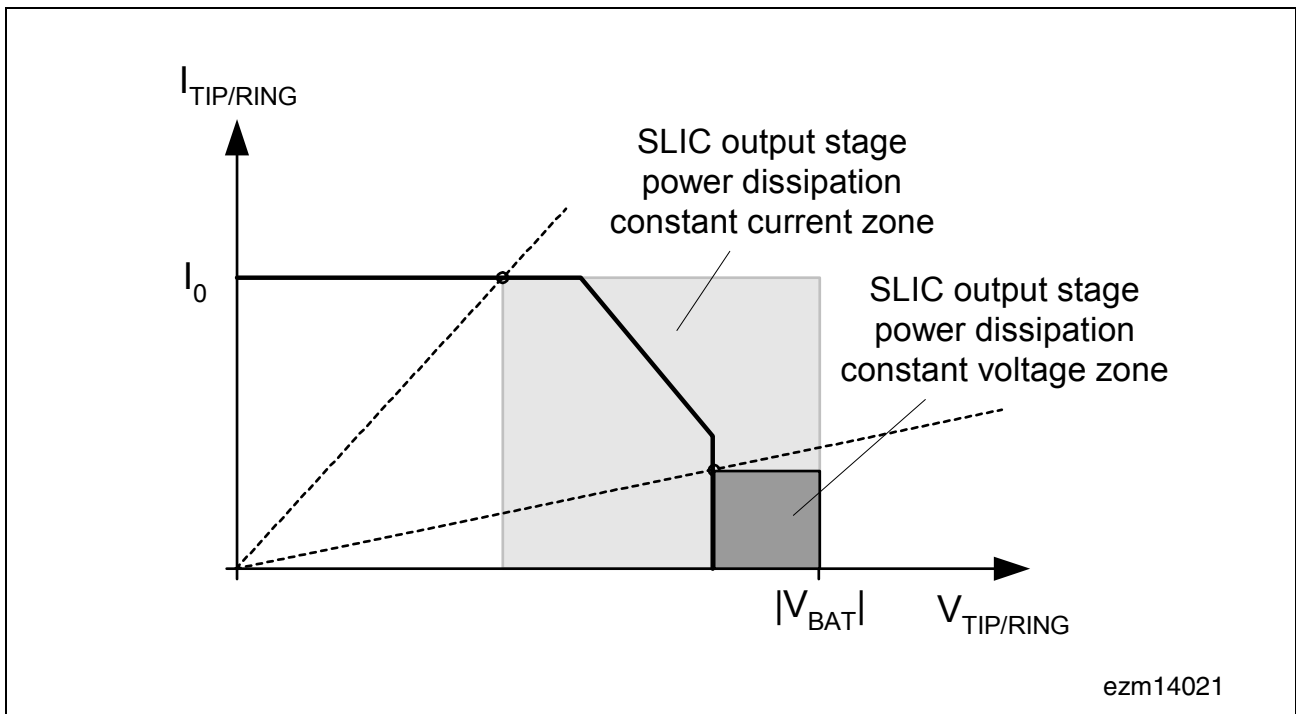 I_TIP/RING
SLIC output stage
power dissipation
constant current zone
I_0
SLIC output stage
power dissipation
constant voltage zone
|V_BAT|
V_TIP/RING
ezm14021